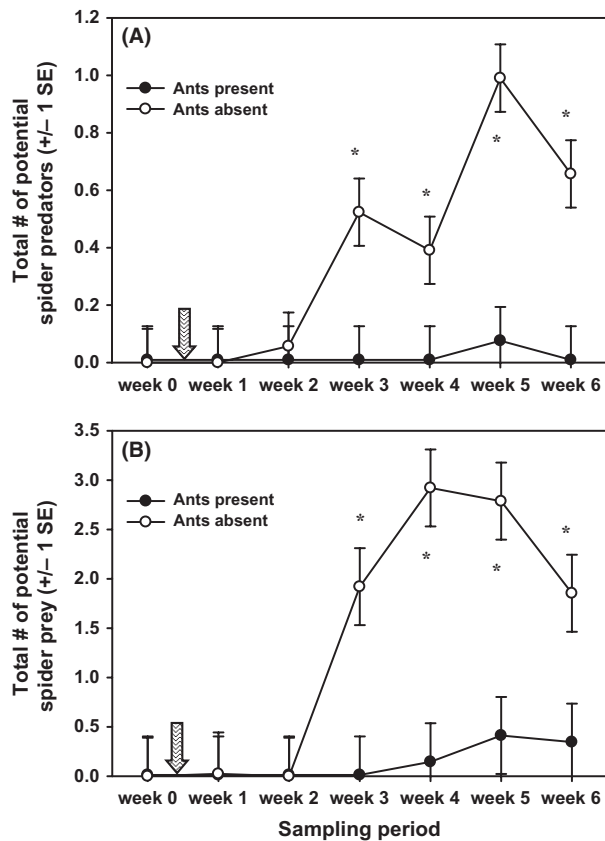 (A)
Total # of potential
spider predators (+/– 1 SE)
1.2
1.0
0.8
0.6
0.4
0.2
0.0
Ants present
Ants absent
*
*
*
*
week 0 week 1 week 2 week 3 week 4 week 5 week 6
(B)
Total # of potential
spider prey (+/– 1 SE)
3.5
3.0
2.5
2.0
1.5
1.0
0.5
0.0
Ants present
Ants absent
*
*
*
*
week 0 week 1 week 2 week 3 week 4 week 5 week 6
Sampling period